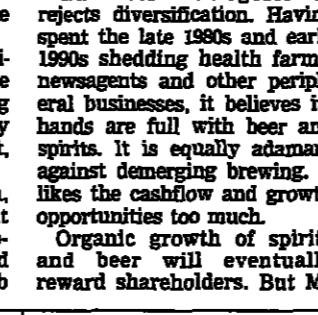 rejects diversification. Havin
spent the late 1980s and earl
1990s shedding health farm
newsagents and other periph
eral businesses, it believes i
hands are full with beer an
spirits. It is equally adaman
against demerging brewing.
likes the cashflow and growt
opportunities too much.
Organic growth of spirit
and beer will eventuall
reward shareholders. But M